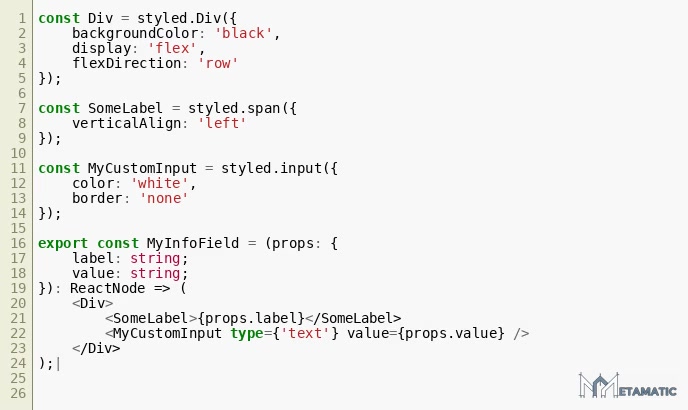 1 const Div = styled.Div({
2     backgroundColor: 'black',
3     display: 'flex',
4     flexDirection: 'row'
5 });
6
7 const SomeLabel = styled.span({
8     verticalAlign: 'left'
9 });
10
11 const MyCustomInput = styled.input({
12     color: 'white',
13     border: 'none'
14 });
15
16 export const MyInfoField = (props: {
17     label: string;
18     value: string;
19 }): ReactNode => (
20     <Div>
21         <SomeLabel>{props.label}</SomeLabel>
22         <MyCustomInput type={'text'} value={props.value} />
23     </Div>
24 );
25
26
METAMATIC